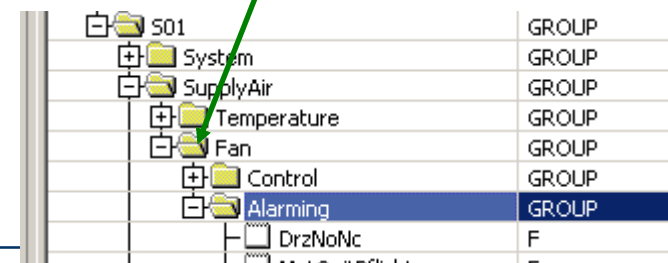 S01 GROUP
System GROUP
SupplyAir GROUP
Temperature GROUP
Fan GROUP
Control GROUP
Alarming GROUP
DrzNoNc F